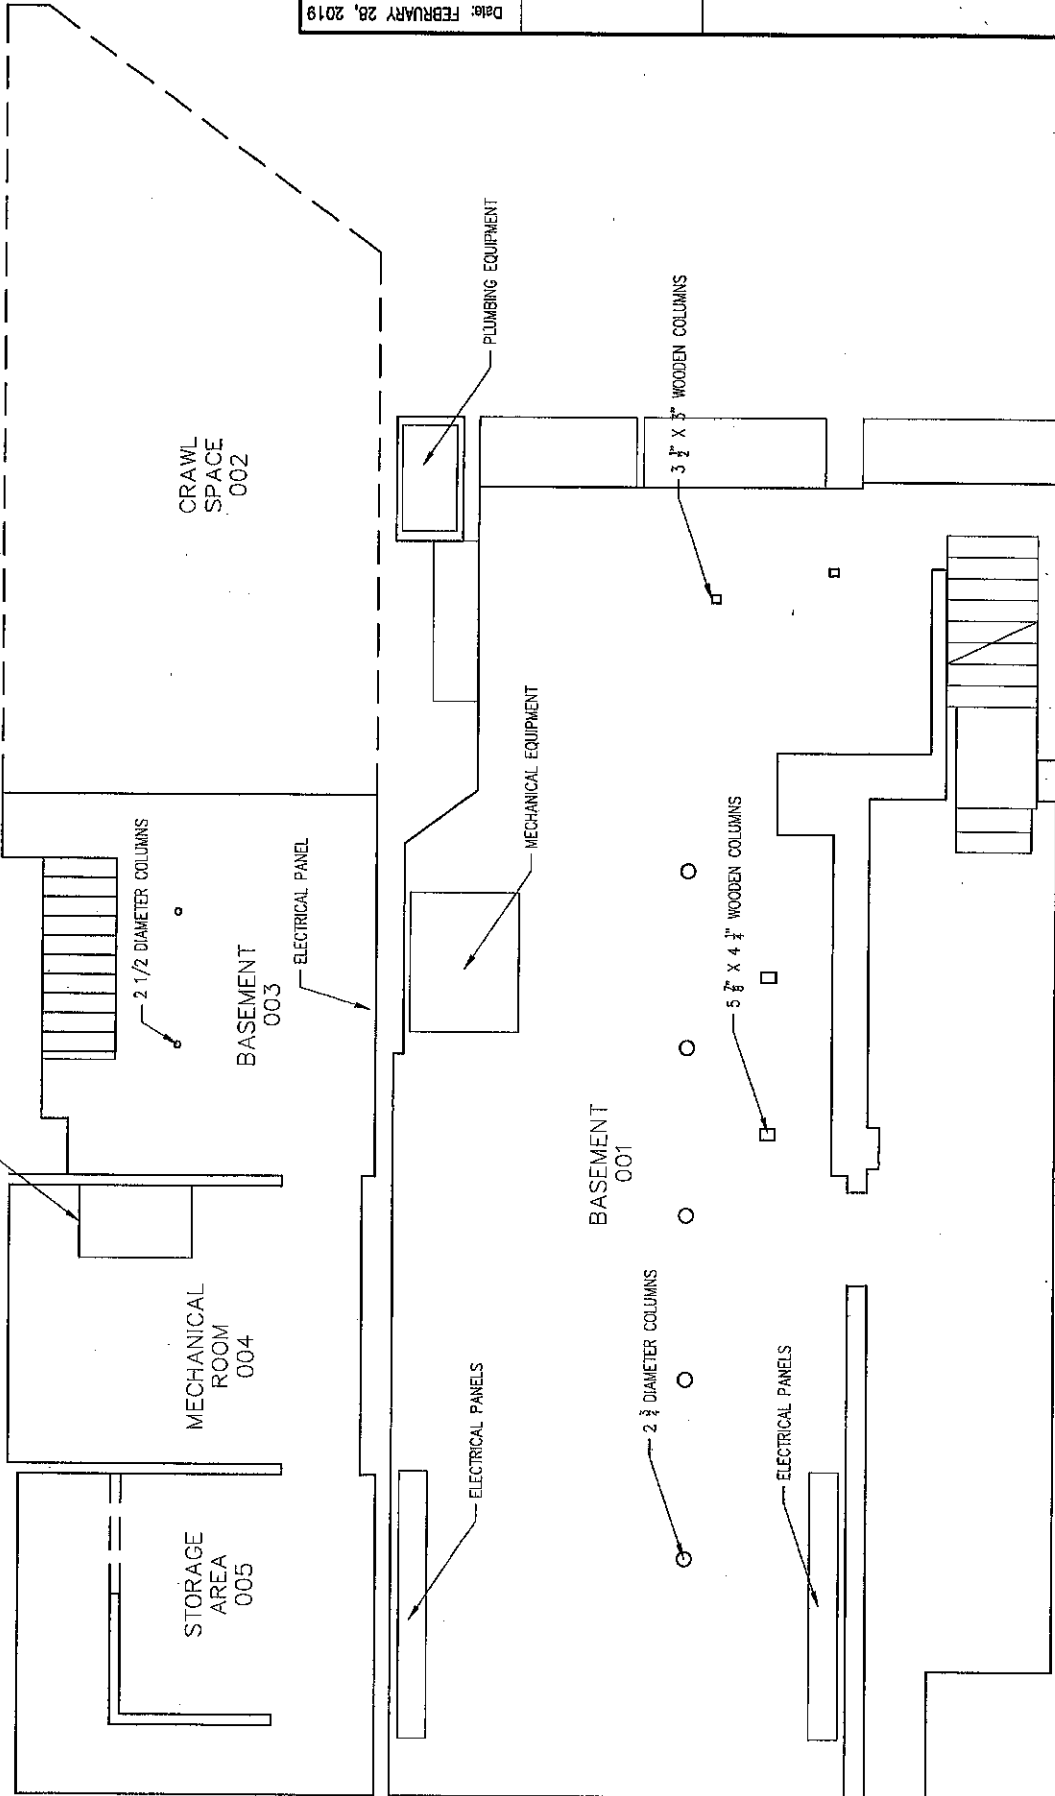 Date: FEBRUARY 28, 2019
CRAWL
SPACE
002
PLUMBING EQUIPMENT
3 1/2" X 3" WOODEN COLUMNS
2 1/2 DIAMETER COLUMNS
BASEMENT
003
ELECTRICAL PANEL
MECHANICAL EQUIPMENT
5 7/8" X 4 1/4" WOODEN COLUMNS
BASEMENT
001
MECHANICAL
ROOM
004
ELECTRICAL PANELS
2 3/4 DIAMETER COLUMNS
ELECTRICAL PANELS
STORAGE
AREA
005